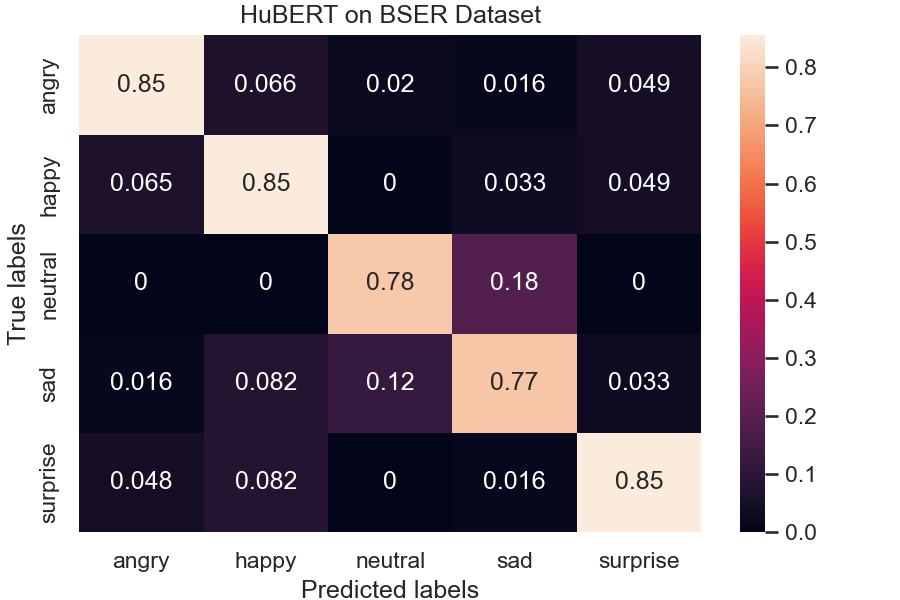 HuBERT on BSER Dataset
True labels
angry 0.85 0.066 0.02 0.016 0.049
happy 0.065 0.85 0 0.033 0.049
neutral 0 0 0.78 0.18 0
sad 0.016 0.082 0.12 0.77 0.033
surprise 0.048 0.082 0 0.016 0.85
angry happy neutral sad surprise
Predicted labels
0.8
0.7
0.6
0.5
0.4
0.3
0.2
0.1
0.0